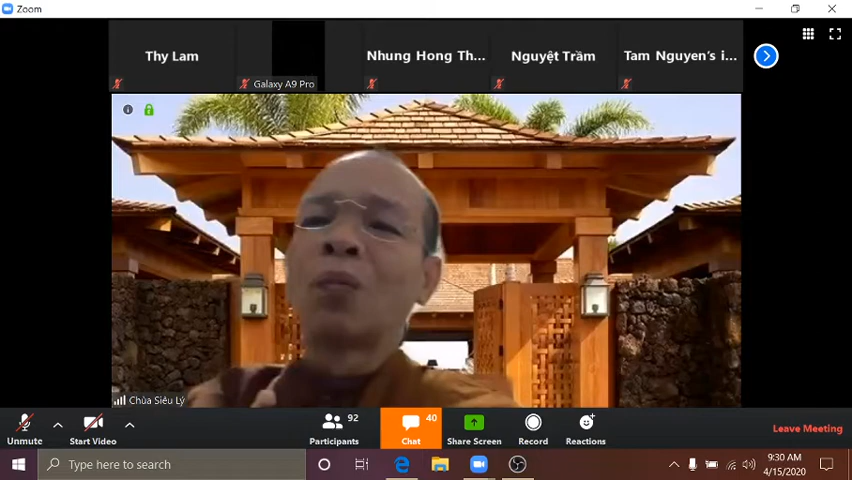 Zoom
Thy Lam
Nhung Hong Th...
Nguyệt Trầm
Tam Nguyen's i...
Galaxy A9 Pro
Chùa Siêu Lý
Unmute
Start Video
92
Participants
40
Chat
Share Screen
Record
Reactions
Leave Meeting
Type here to search
9:30 AM
4/15/2020